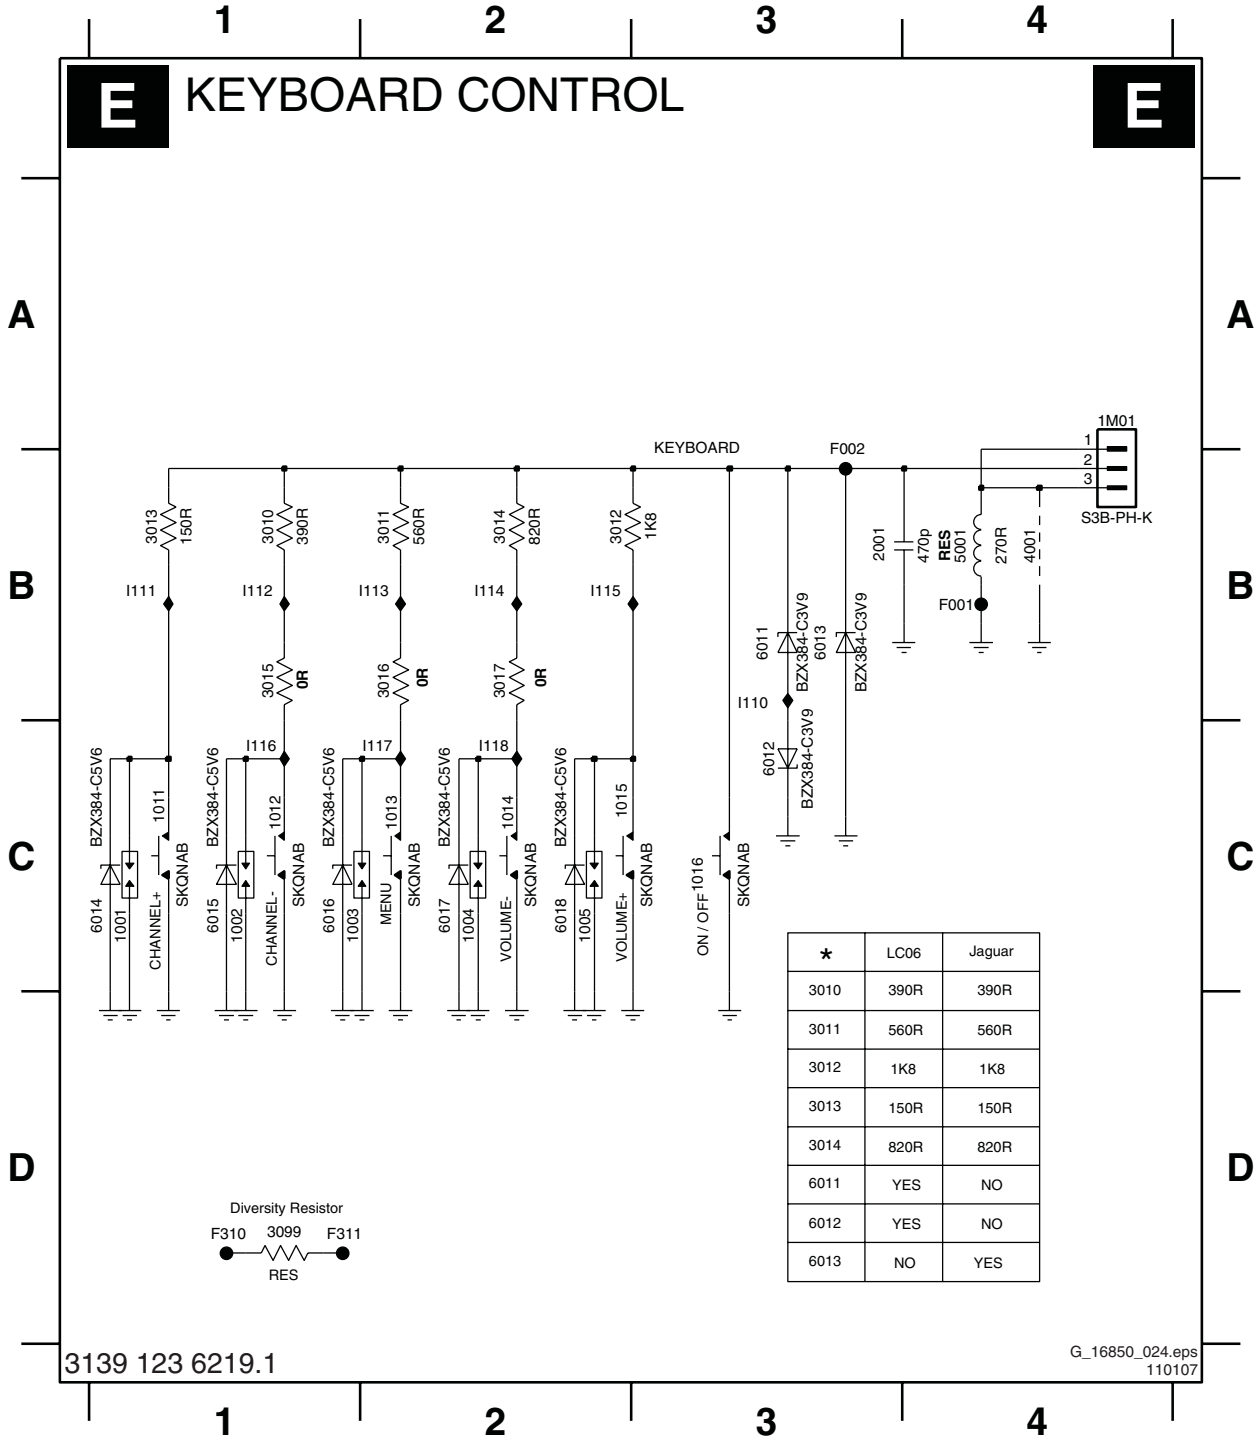 1 2 3 4
E KEYBOARD CONTROL E
A A
1M01
KEYBOARD F002 1
2
3
S3B-PH-K
3013 150R 3010 390R 3011 560R 3014 820R 3012 1K8
2001 470p RES 5001 270R 4001
B B
I111 I112 I113 I114 I115
F001
6011 BZX384-C3V9 6013 BZX384-C3V9
3015 0R 3016 0R 3017 0R
I110
6012 BZX384-C3V9
I116 I117 I118
BZX384-C5V6 1011 BZX384-C5V6 1012 BZX384-C5V6 1013 BZX384-C5V6 1014 BZX384-C5V6 1015
C C
SKQNAB SKQNAB SKQNAB SKQNAB SKQNAB 1016 SKQNAB
6014 1001 CHANNEL+ 6015 1002 CHANNEL- 6016 1003 MENU 6017 1004 VOLUME- 6018 1005 VOLUME+ ON / OFF
* LC06 Jaguar
3010 390R 390R
3011 560R 560R
3012 1K8 1K8
3013 150R 150R
3014 820R 820R
6011 YES NO
6012 YES NO
6013 NO YES
D D
Diversity Resistor
F310 3099 F311
RES
3139 123 6219.1
G_16850_024.eps
110107
1 2 3 4